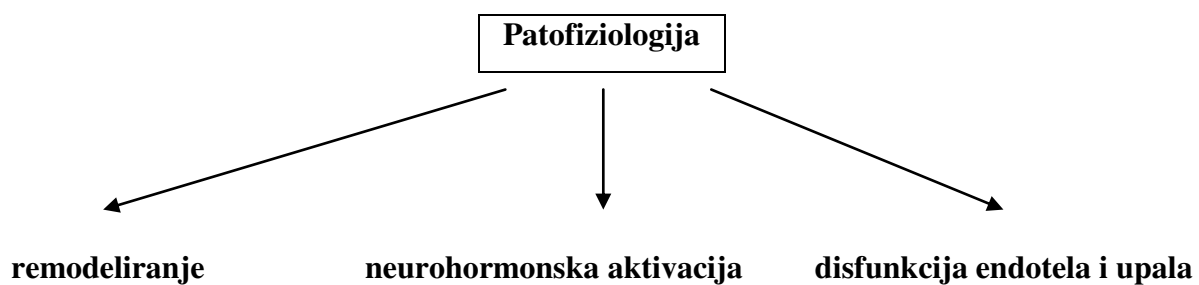 Patofiziologija
remodeliranje neurohormonska aktivacija disfunkcija endotela i upala